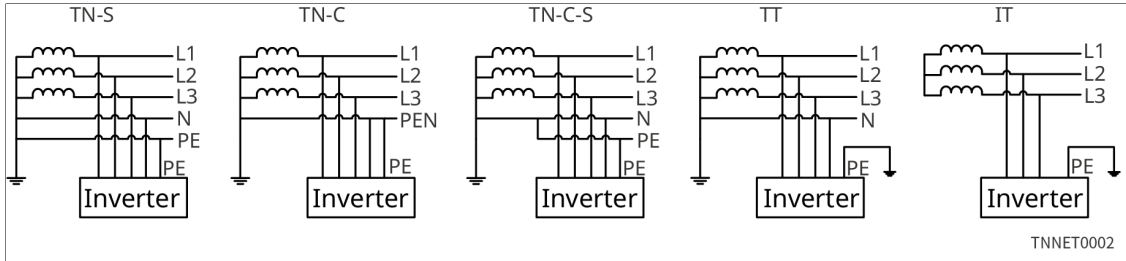 TN-S
TN-C
TN-C-S
TT
IT
L1
L2
L3
N
PE
PE
Inverter
L1
L2
L3
PEN
PE
Inverter
L1
L2
L3
N
PE
PE
Inverter
L1
L2
L3
N
PE
Inverter
L1
L2
L3
PE
Inverter
TNNET0002